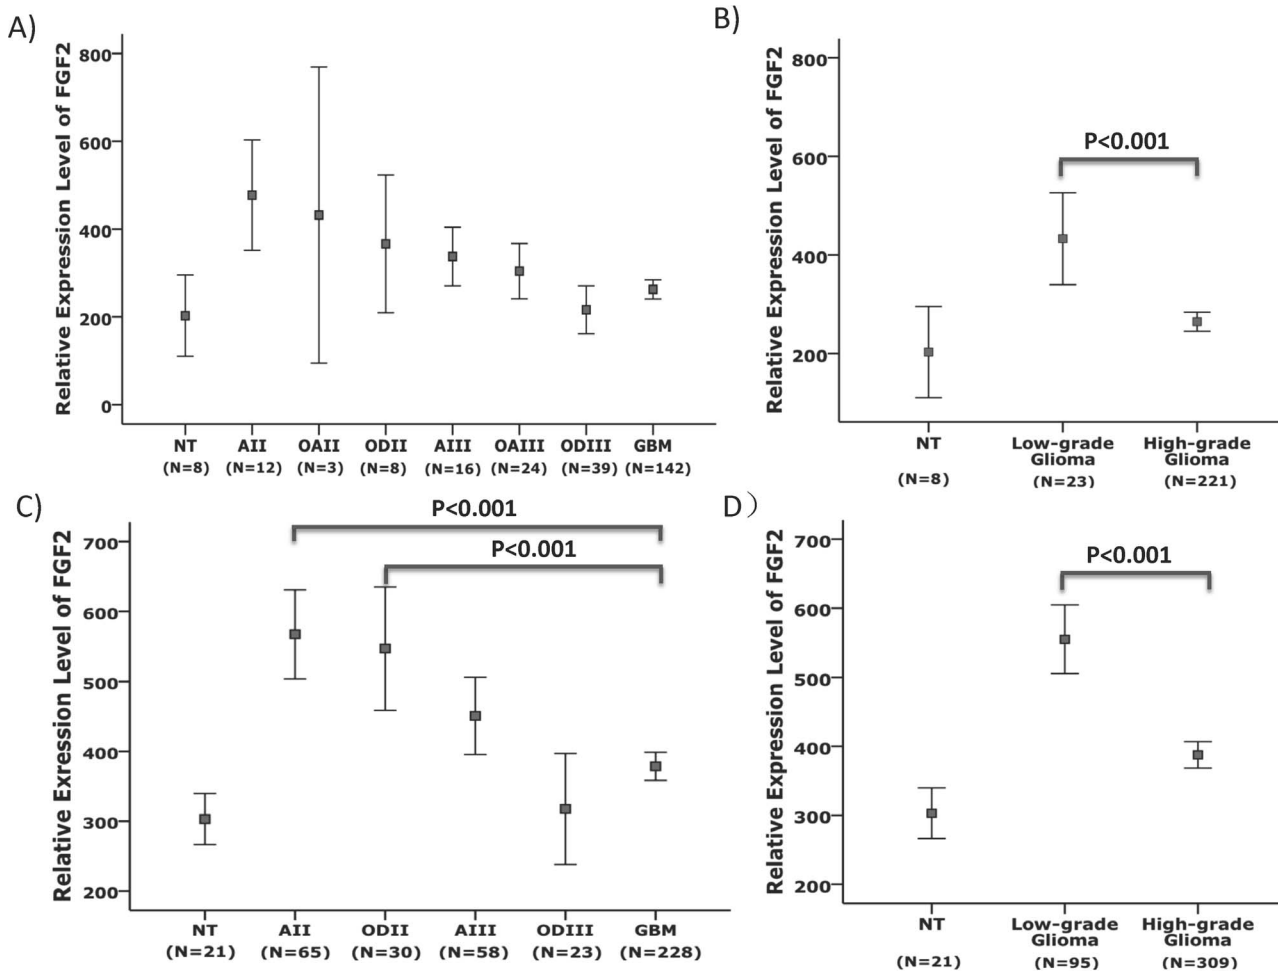 A)
Relative Expression Level of FGF2
800
600
400
200
0
NT AII OAII ODII AIII OAIII ODIII GBM
(N=8) (N=12) (N=3) (N=8) (N=16) (N=24) (N=39) (N=142)
B)
Relative Expression Level of FGF2
800
600
400
200
P<0.001
NT Low-grade High-grade
Glioma Glioma
(N=8) (N=23) (N=221)
C)
Relative Exression Level of FGF2
700
600
500
400
300
200
P<0.001
P<0.001
NT AII ODII AIII ODIII GBM
(N=21) (N=65) (N=30) (N=58) (N=23) (N=228)
D）
Relative Expression Level of FGF2
700
600
500
400
300
200
P<0.001
NT Low-grade High-grade
Glioma Glioma
(N=21) (N=95) (N=309)